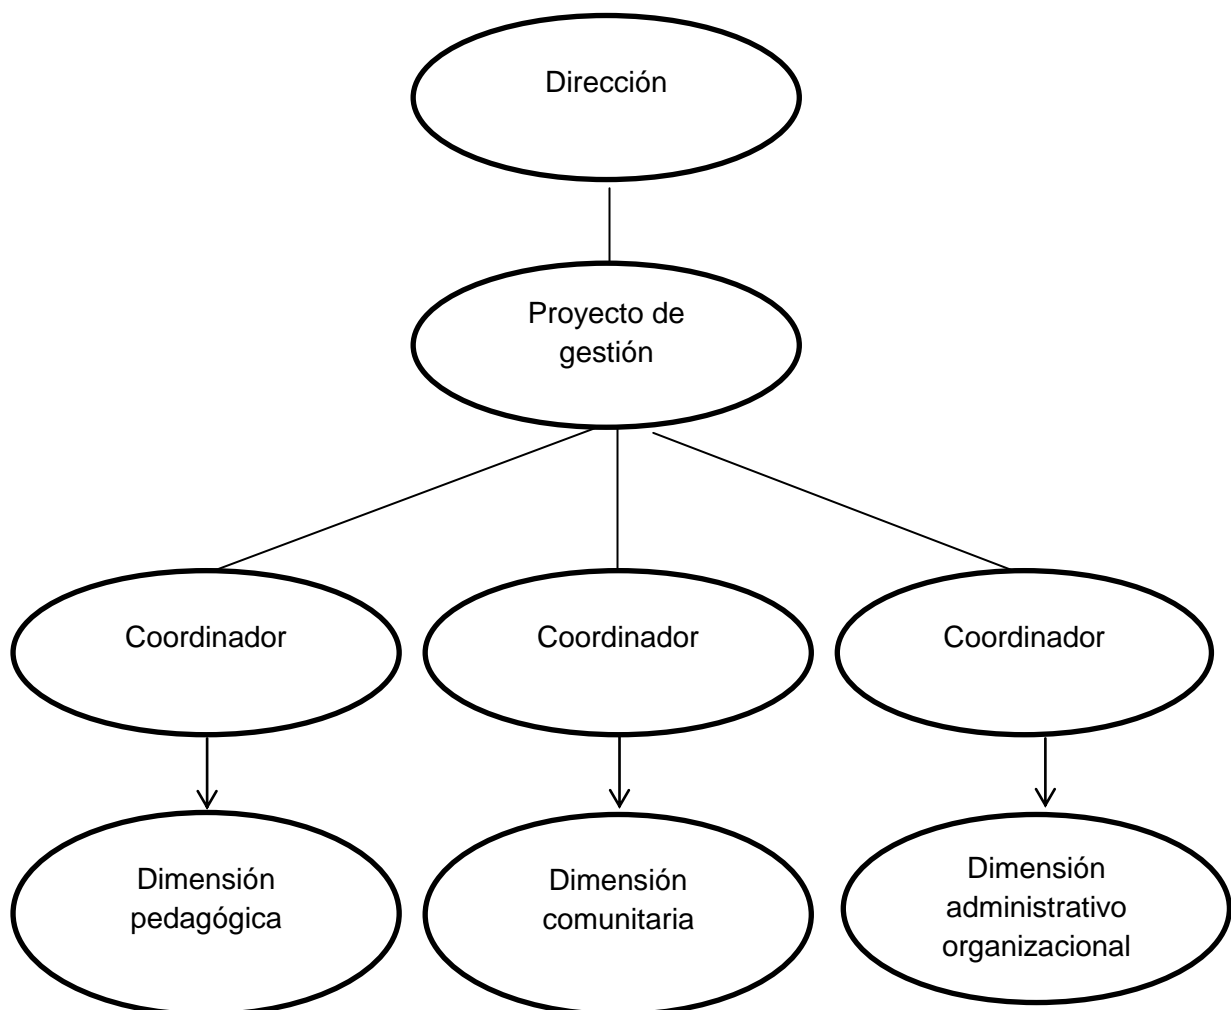 Dirección
Proyecto de
gestión
Coordinador
Coordinador
Coordinador
Dimensión
pedagógica
Dimensión
comunitaria
Dimensión
administrativo
organizacional